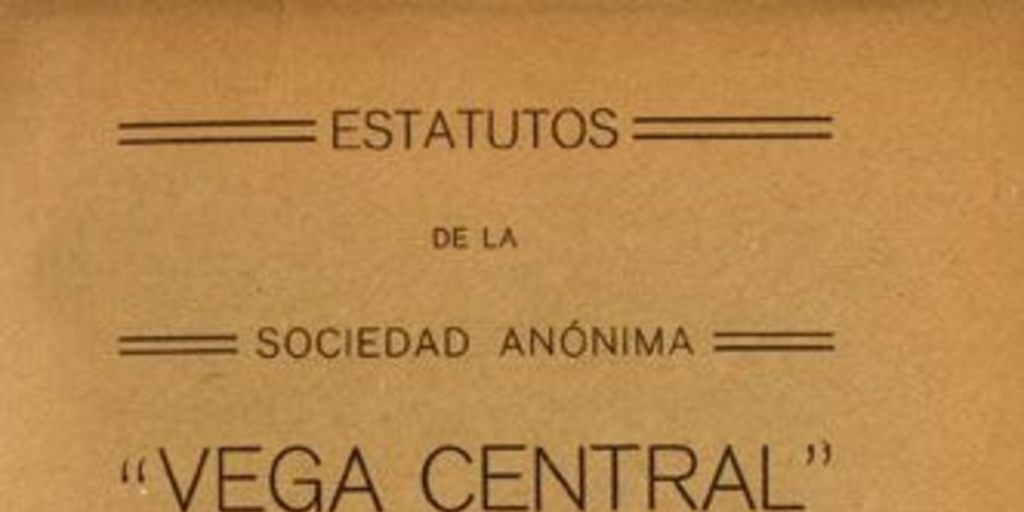 ESTATUTOS
DE LA
SOCIEDAD ANÓNIMA
“VEGA CENTRAL”